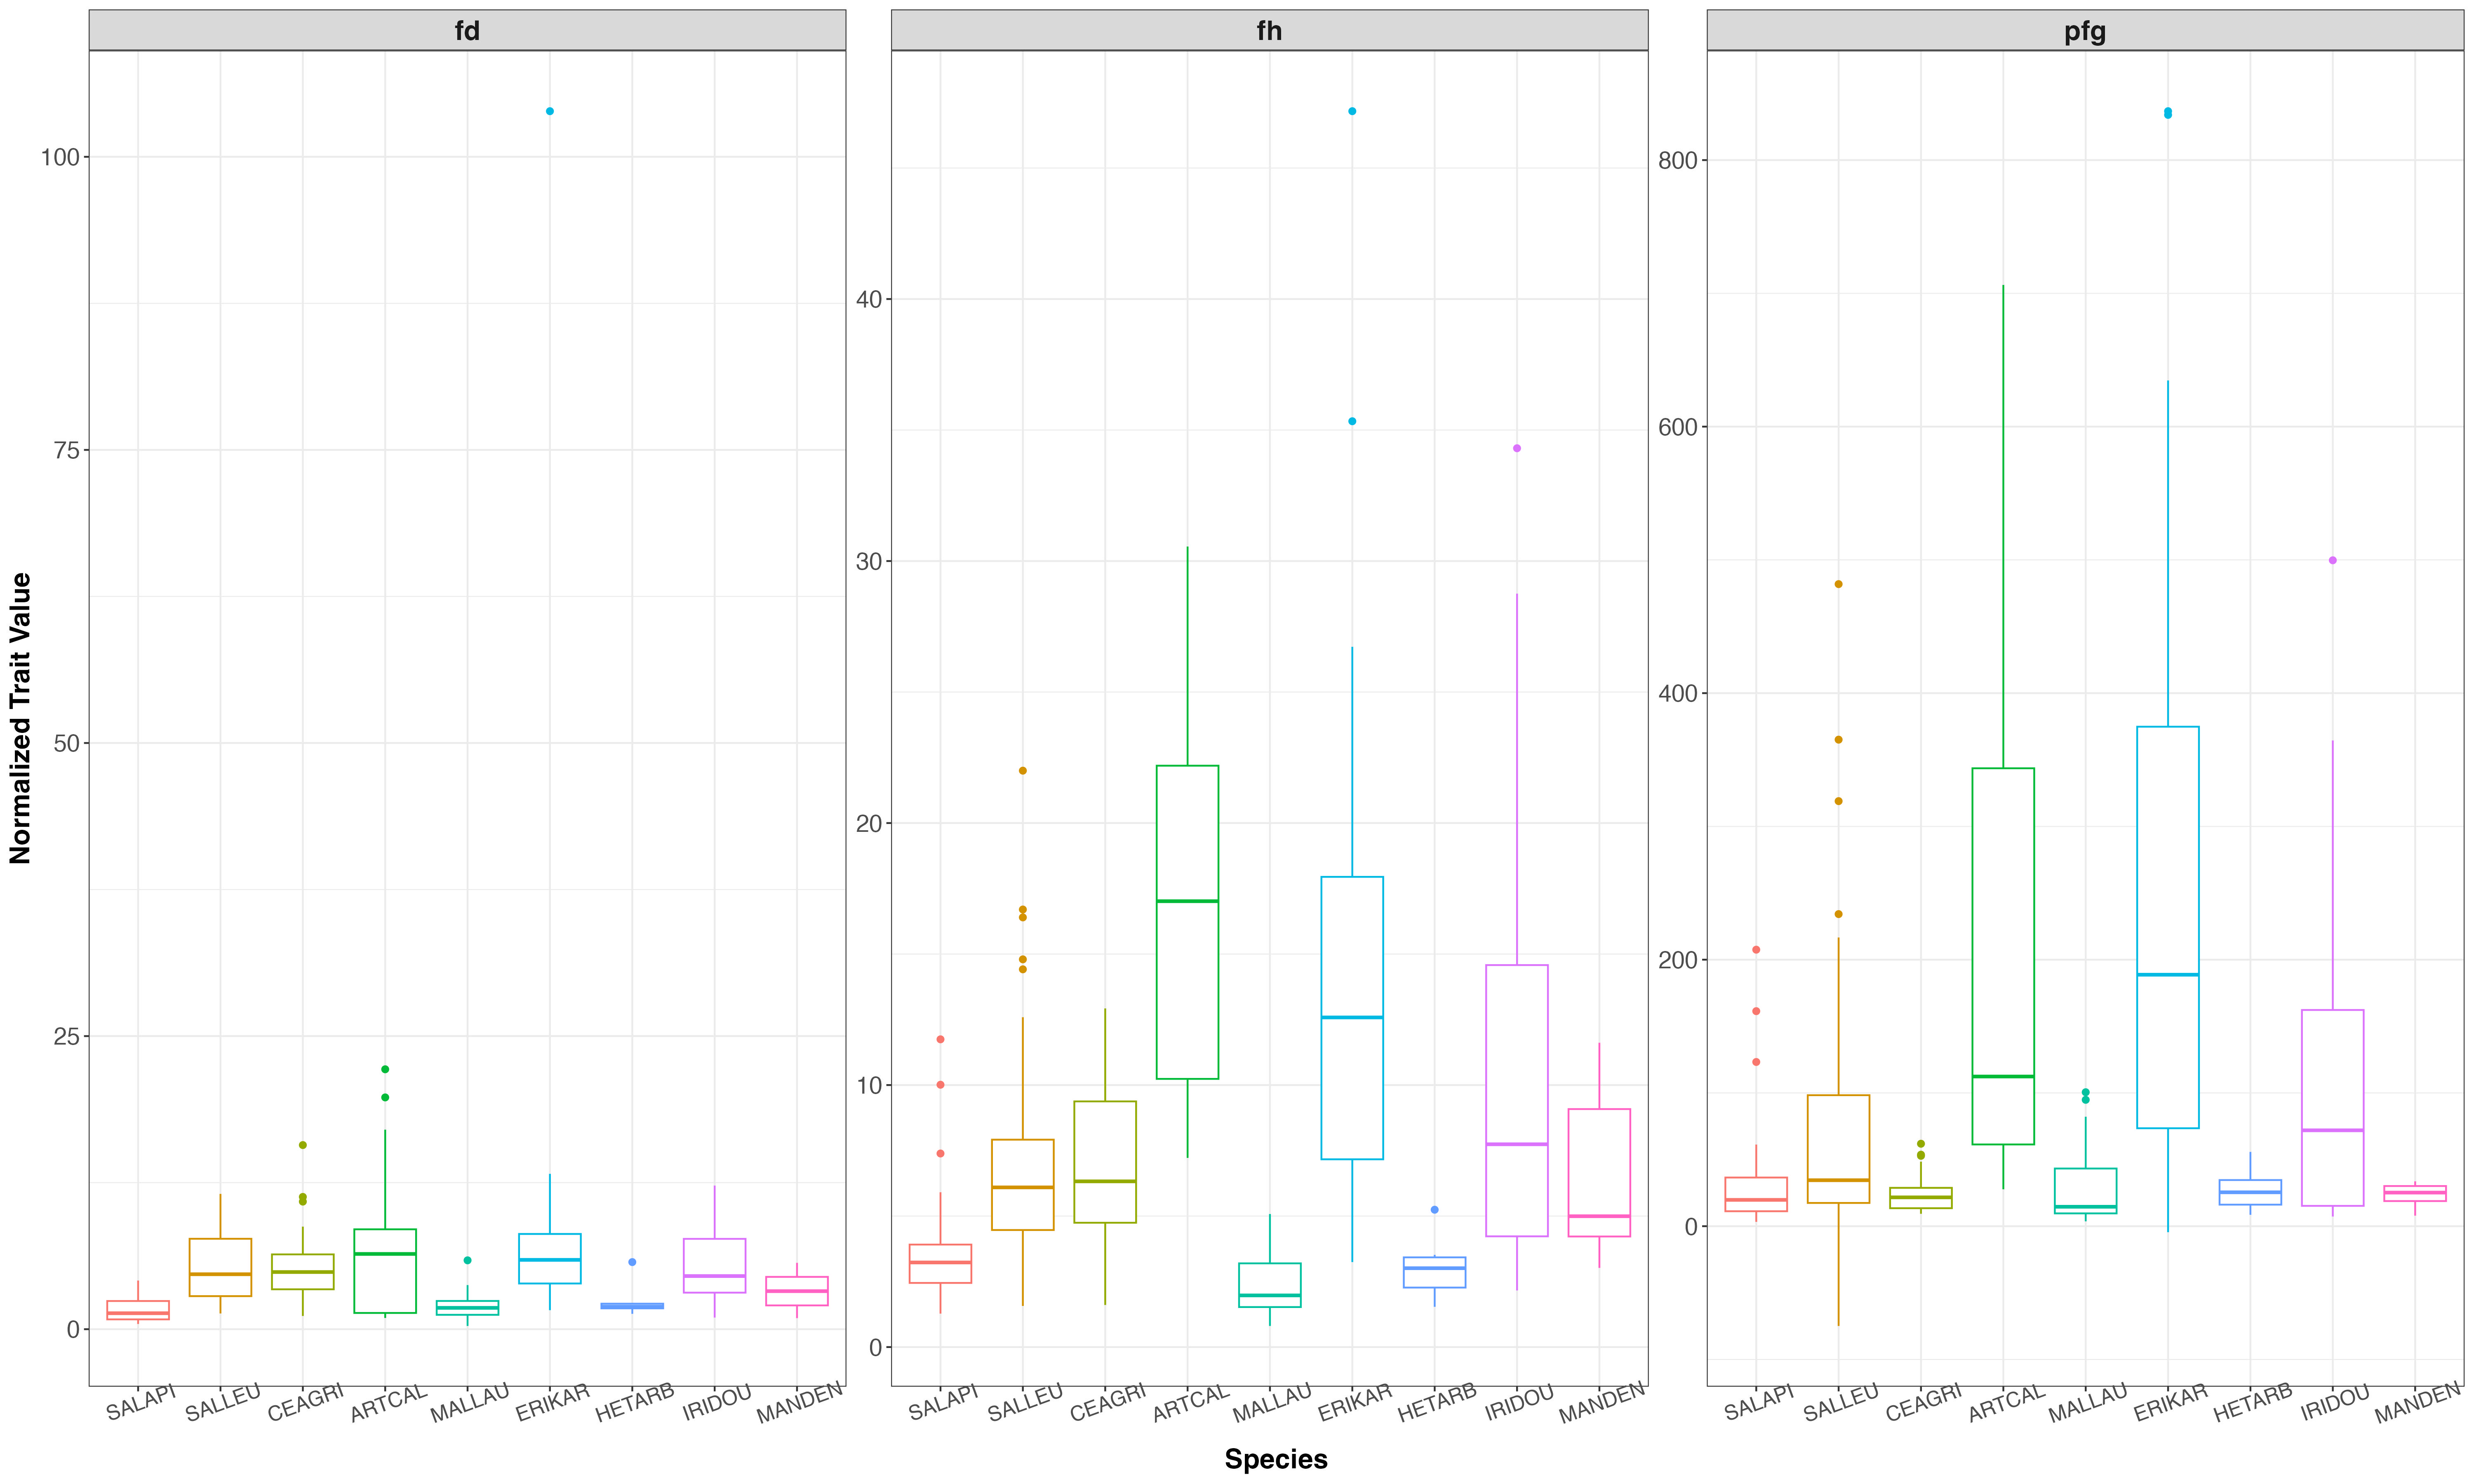 fd fh pfg
Normalized Trait Value
100
75
50
25
0
40
30
20
10
0
800
600
400
200
0
SALAPI SALLEU CEAGRI ARTCAL MALLAU ERIKAR HETARB IRIDOU MANDEN
SALAPI SALLEU CEAGRI ARTCAL MALLAU ERIKAR HETARB IRIDOU MANDEN
SALAPI SALLEU CEAGRI ARTCAL MALLAU ERIKAR HETARB IRIDOU MANDEN
Species